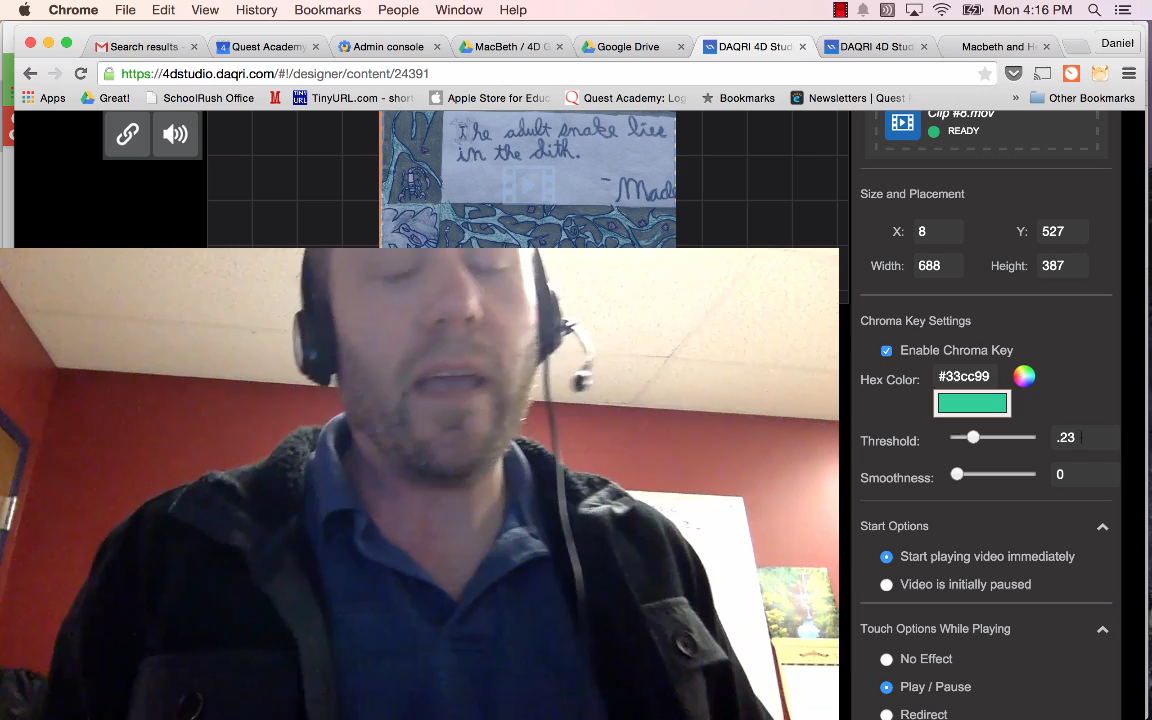 Chrome File Edit View History Bookmarks People Window Help Mon 4:16 PM
Search results - Quest Academy Admin console MacBeth / 4D Google Drive DAQRI 4D Stud DAQRI 4D Stud Macbeth and H Daniel
https://4dstudio.daqri.com/#!/designer/content/24391
Apps Great! SchoolRush Office TinyURL.com - short Apple Store for Educ Quest Academy: Log Bookmarks Newsletters | Quest » Other Bookmarks
Clip #8.mov
READY
The adult snake lies
in the dith.
- Made
Size and Placement
X: 8 Y: 527
Width: 688 Height: 387
Chroma Key Settings
Enable Chroma Key
Hex Color: #33cc99
Threshold: .23
Smoothness: 0
Start Options
Start playing video immediately
Video is initially paused
Touch Options While Playing
No Effect
Play / Pause
Redirect